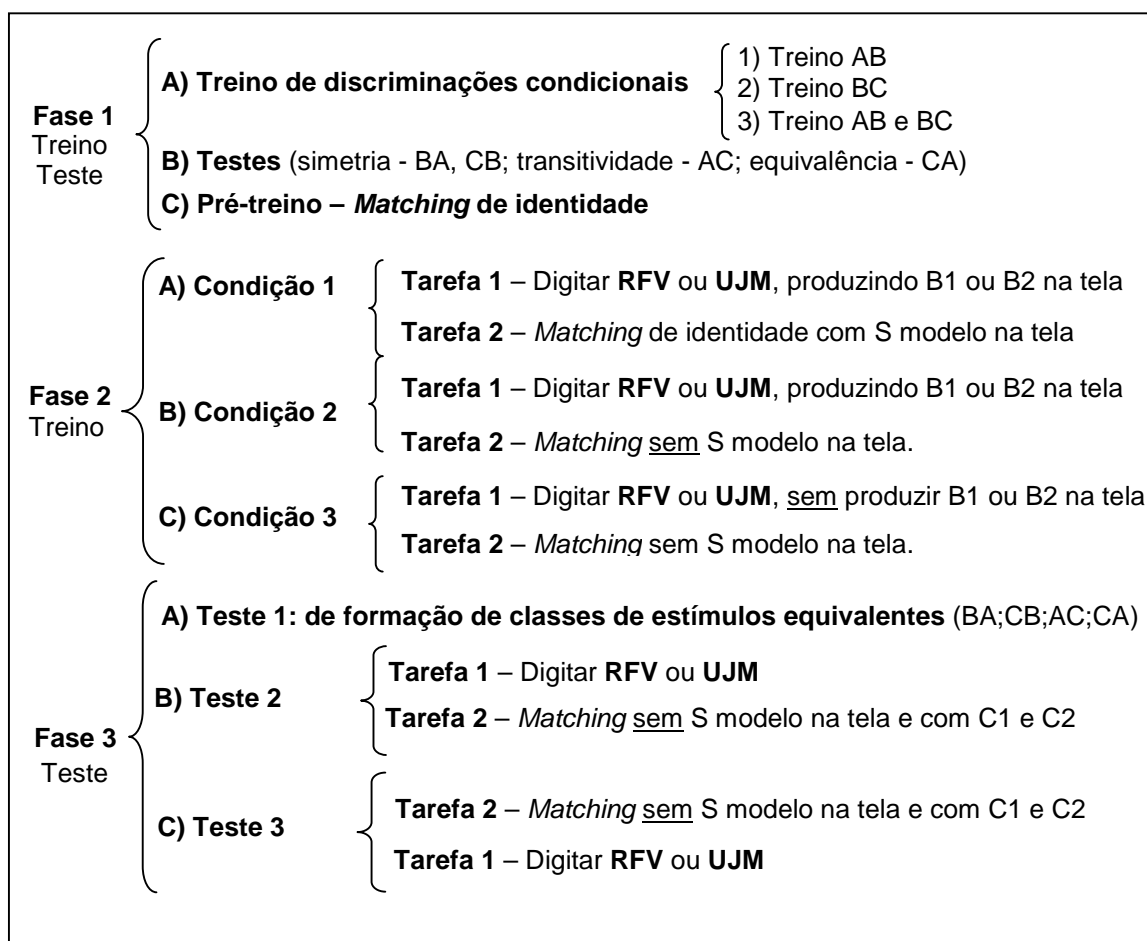 Fase 1
Treino
Teste
A) Treino de discriminações condicionais
1) Treino AB
2) Treino BC
3) Treino AB e BC
B) Testes (simetria - BA, CB; transitividade - AC; equivalência - CA)
C) Pré-treino – Matching de identidade
Fase 2
Treino
A) Condição 1
Tarefa 1 – Digitar RFV ou UJM, produzindo B1 ou B2 na tela
Tarefa 2 – Matching de identidade com S modelo na tela
B) Condição 2
Tarefa 1 – Digitar RFV ou UJM, produzindo B1 ou B2 na tela
Tarefa 2 – Matching sem S modelo na tela.
C) Condição 3
Tarefa 1 – Digitar RFV ou UJM, sem produzir B1 ou B2 na tela
Tarefa 2 – Matching sem S modelo na tela.
Fase 3
Teste
A) Teste 1: de formação de classes de estímulos equivalentes (BA;CB;AC;CA)
B) Teste 2
Tarefa 1 – Digitar RFV ou UJM
Tarefa 2 – Matching sem S modelo na tela e com C1 e C2
C) Teste 3
Tarefa 2 – Matching sem S modelo na tela e com C1 e C2
Tarefa 1 – Digitar RFV ou UJM